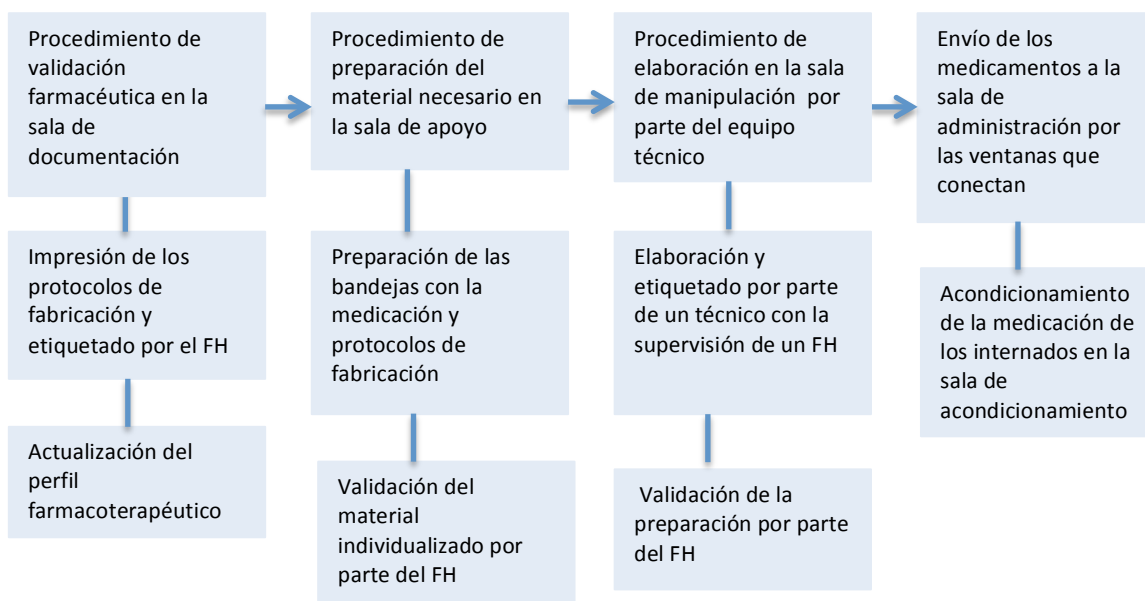 Procedimiento de
validación
farmacéutica en la
sala de
documentación
Impresión de los
protocolos de
fabricación y
etiquetado por el FH
Actualización del
perfil
farmacoterapéutico
Procedimiento de
preparación del
material necesario en
la sala de apoyo
Preparación de las
bandejas con la
medicación y
protocolos de
fabricación
Validación del
material
individualizado por
parte del FH
Procedimiento de
elaboración en la sala
de manipulación por
parte del equipo
técnico
Elaboración y
etiquetado por parte
de un técnico con la
supervisión de un FH
Validación de la
preparación por parte
del FH
Envío de los
medicamentos a la
sala de
administración por
las ventanas que
conectan
Acondicionamiento
de la medicación de
los internados en la
sala de
acondicionamiento